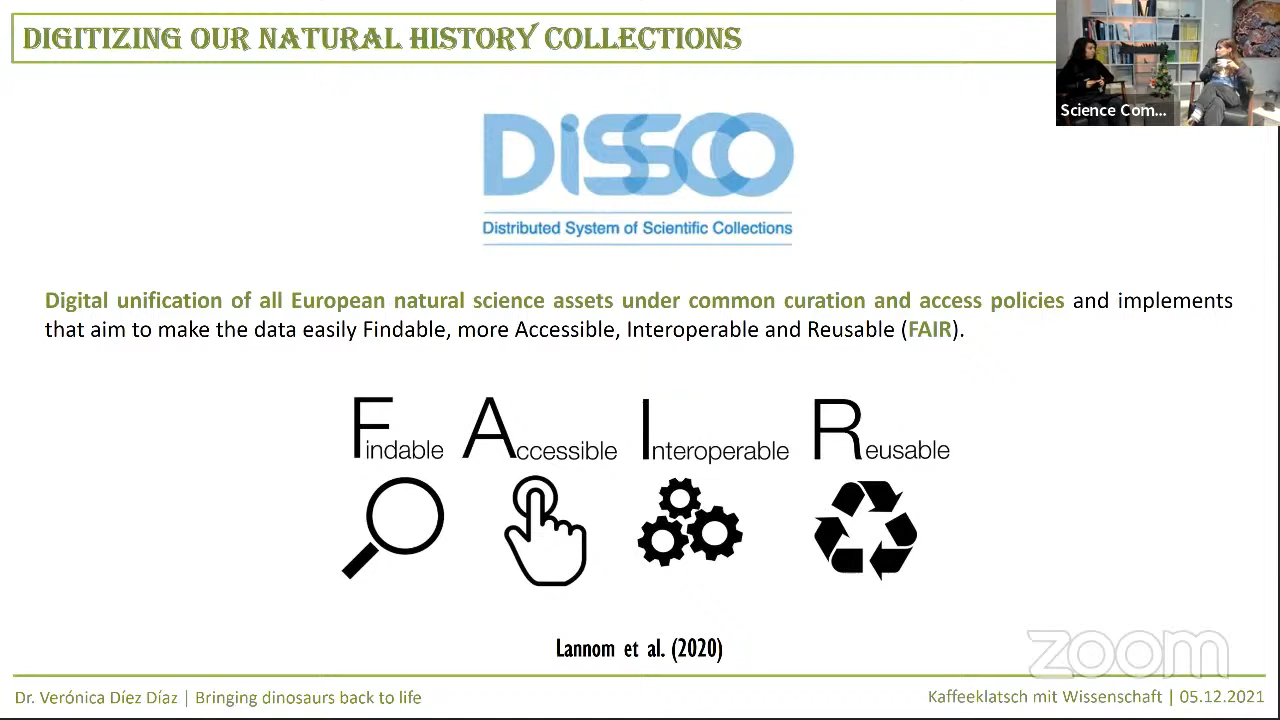 DIGITIZING OUR NATURAL HISTORY COLLECTIONS
Science Com...
DiSSCo
Distributed System of Scientific Collections
Digital unification of all European natural science assets under common curation and access policies and implements
that aim to make the data easily Findable, more Accessible, Interoperable and Reusable (FAIR).
Findable Accessible Interoperable Reusable
Lannom et al. (2020)
zoom
Dr. Verónica Díez Díaz | Bringing dinosaurs back to life
Kaffeeklatsch mit Wissenschaft | 05.12.2021